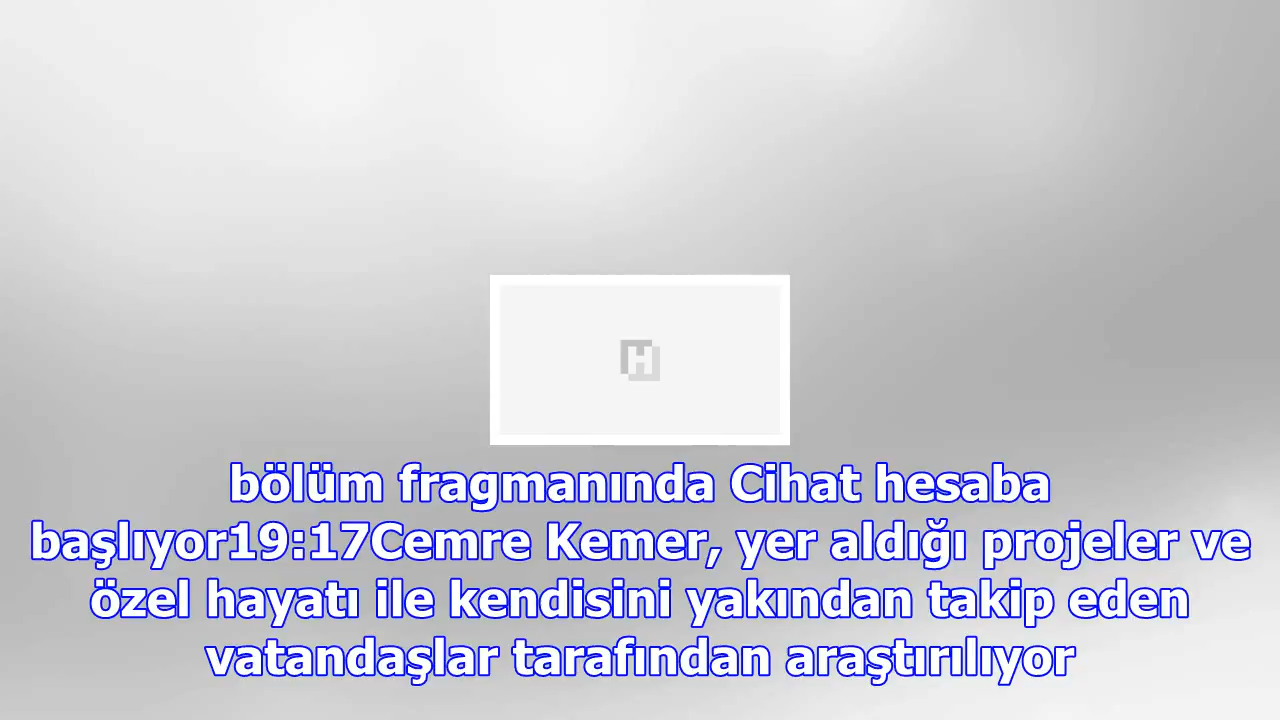 bölüm fragmanında Cihat hesaba
başlıyor19:17Cemre Kemer, yer aldığı projeler ve
özel hayatı ile kendisini yakından takip eden
vatandaşlar tarafından araştırılıyor